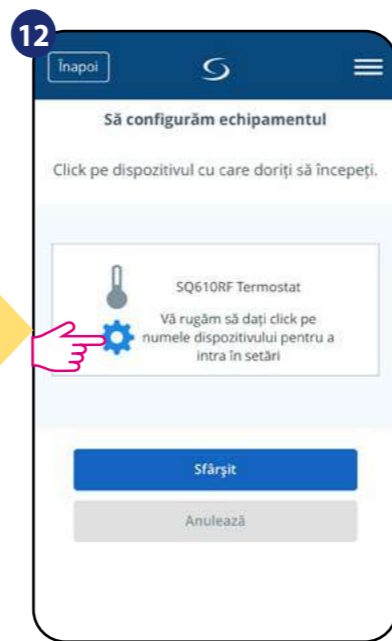 12
Înapoi
Să configurăm echipamentul
Click pe dispozitivul cu care doriți să începeți.
SQ610RF Termostat
Vă rugăm să dați click pe
numele dispozitivului pentru a
intra în setări
Sfârșit
Anulează